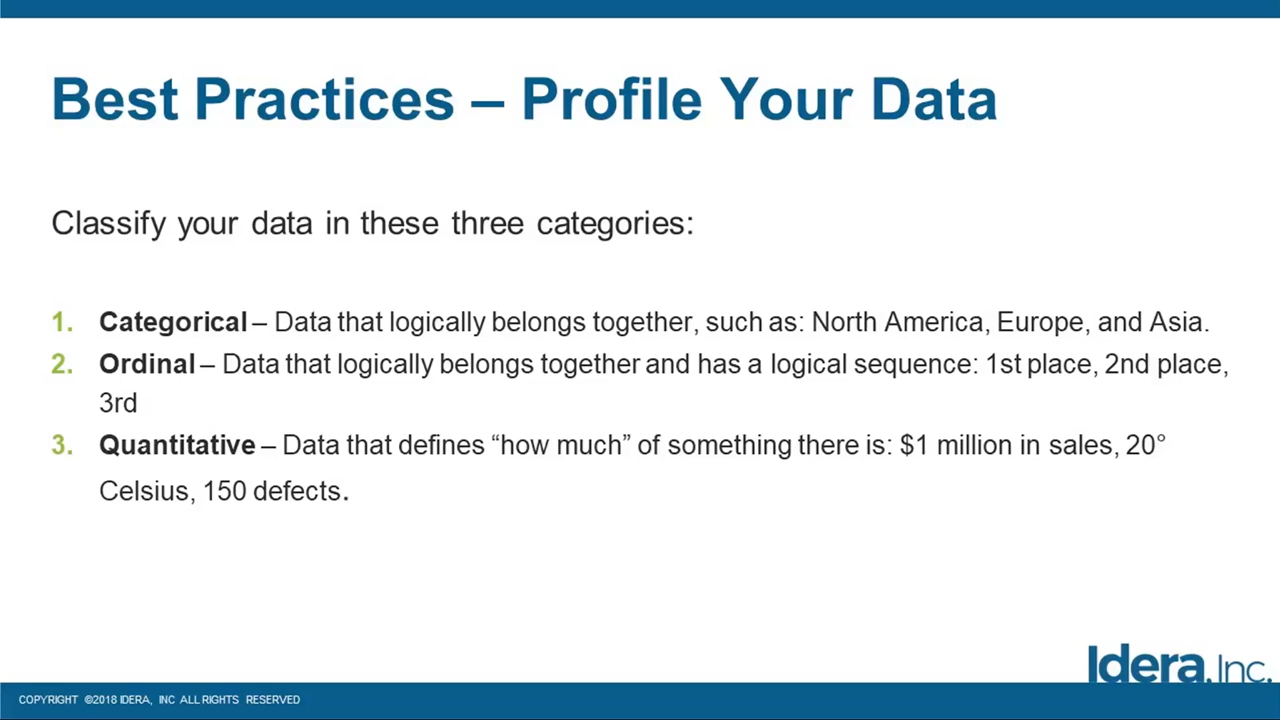 Best Practices – Profile Your Data
Classify your data in these three categories:
1. Categorical – Data that logically belongs together, such as: North America, Europe, and Asia.
2. Ordinal – Data that logically belongs together and has a logical sequence: 1st place, 2nd place,
3rd
3. Quantitative – Data that defines “how much” of something there is: $1 million in sales, 20°
Celsius, 150 defects.
Idera, Inc.
COPYRIGHT ©2018 IDERA, INC ALL RIGHTS RESERVED